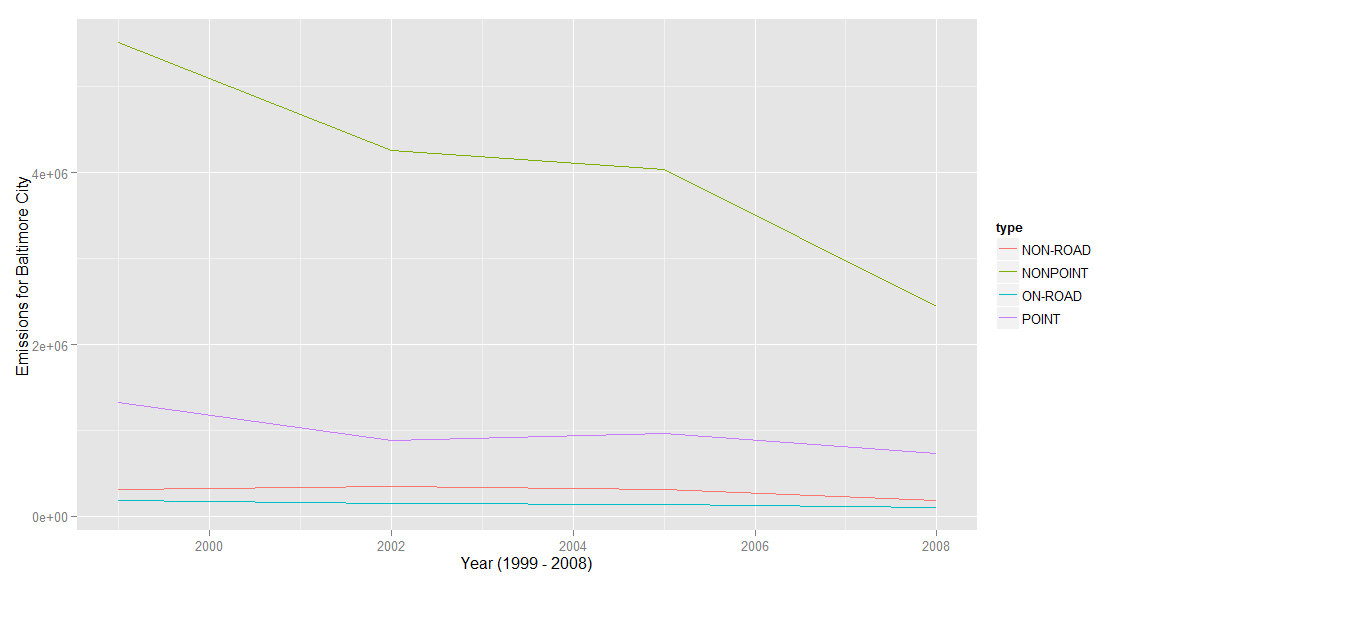 Emissions for Baltimore City
4e+06
2e+06
0e+00
2000 2002 2004 2006 2008
Year (1999 - 2008)
type
NON-ROAD
NONPOINT
ON-ROAD
POINT